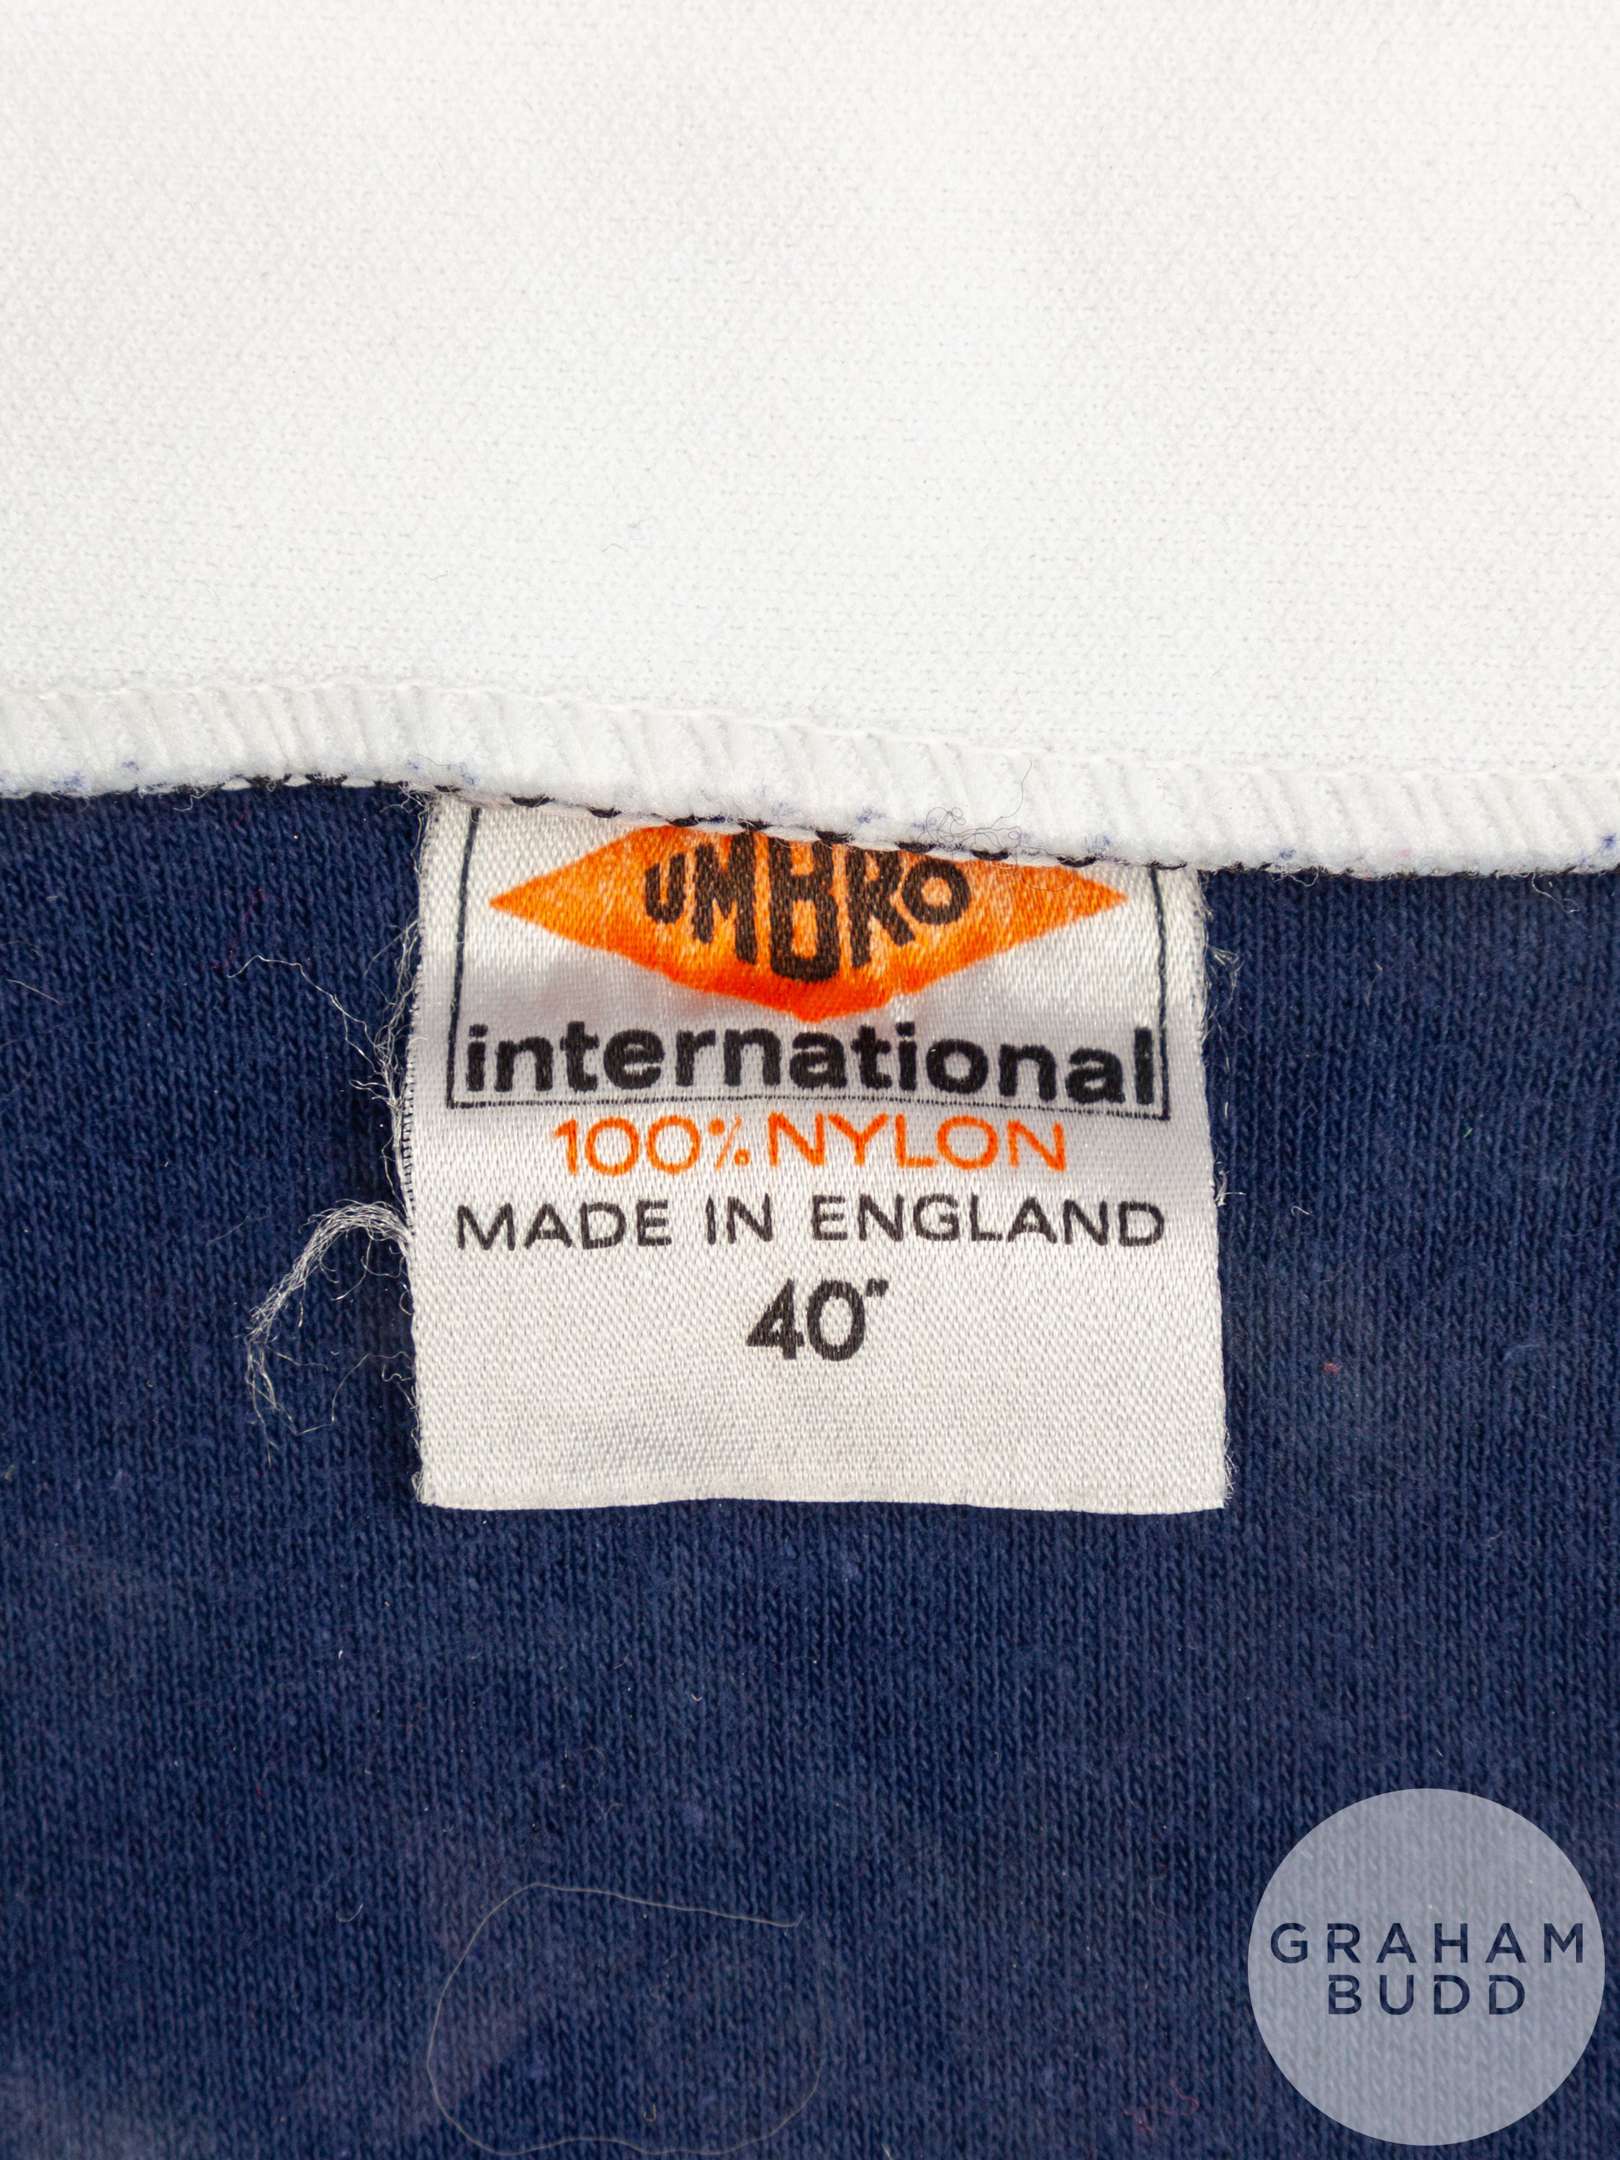 UMBRO
international
100% NYLON
MADE IN ENGLAND
40"
GRAHAM
BUDD